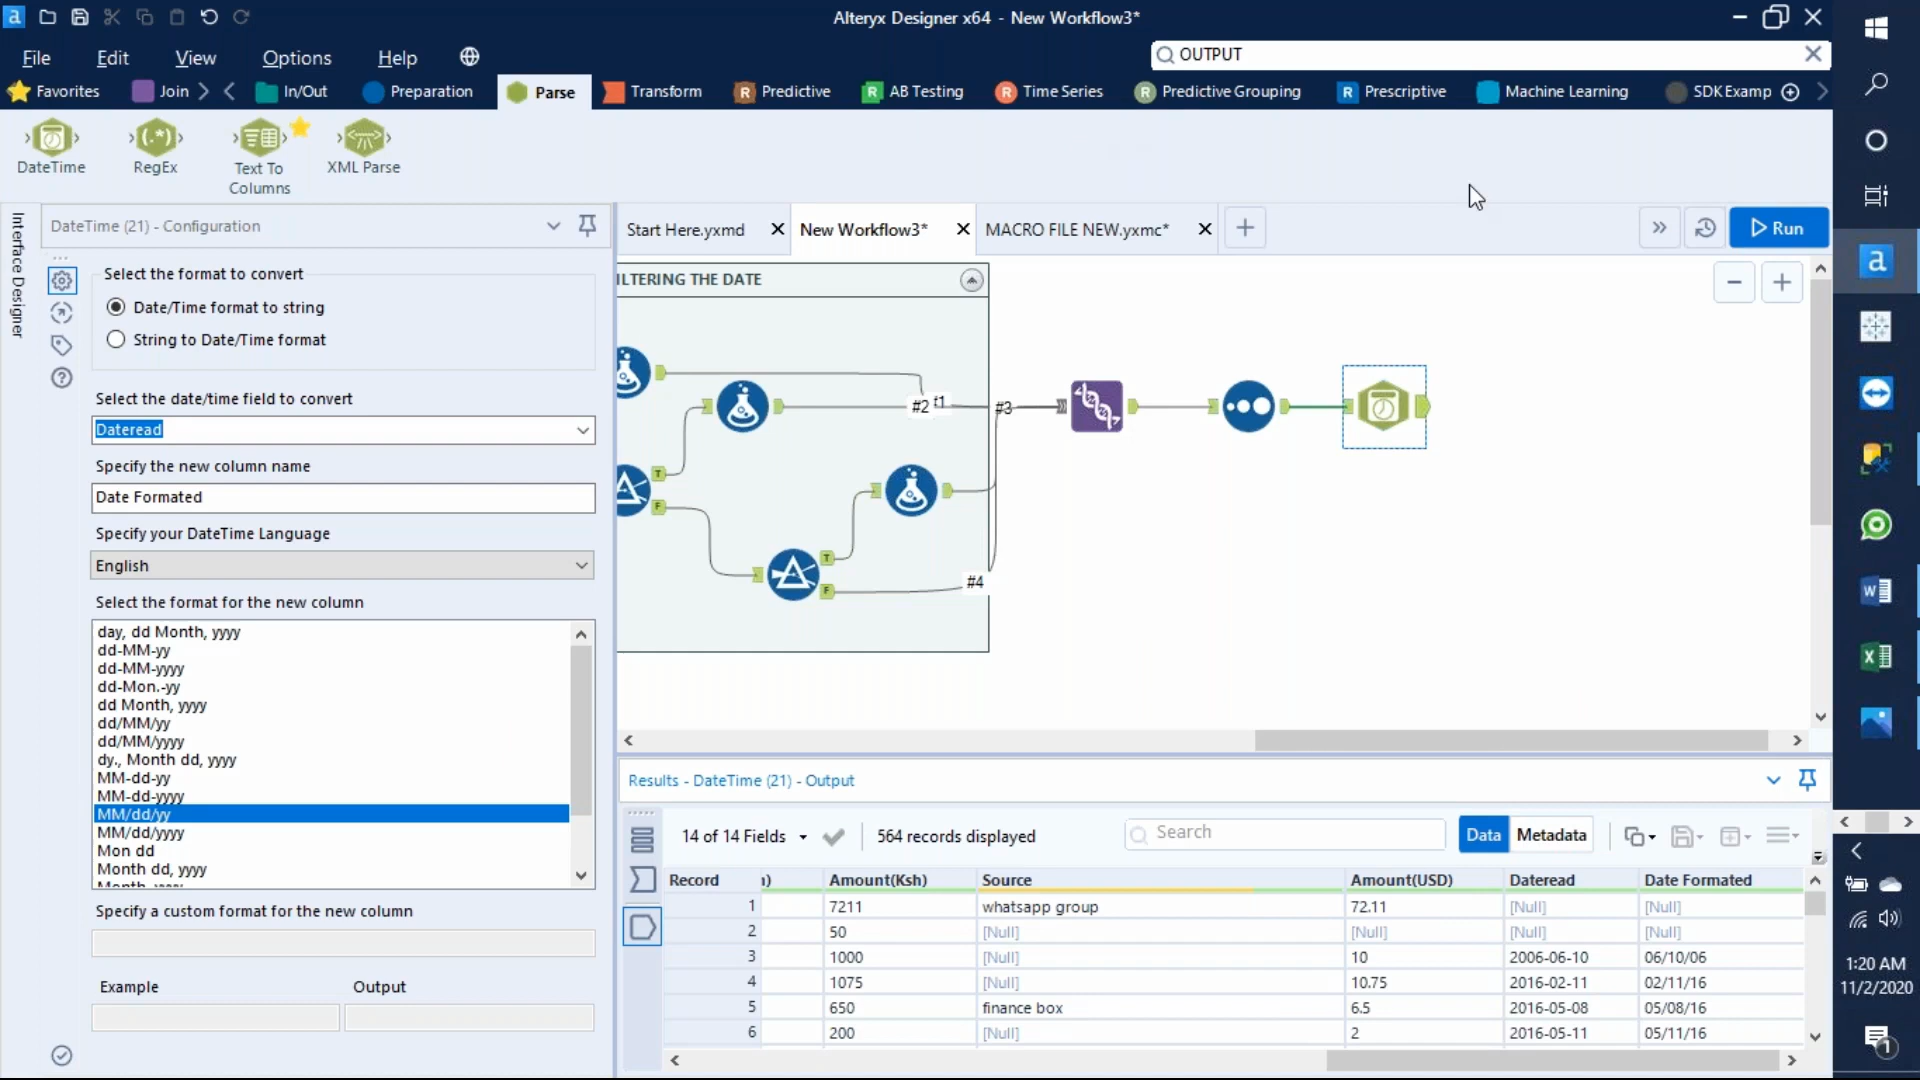 Alteryx Designer x64 - New Workflow3*
File Edit View Options Help
OUTPUT
Favorites Join In/Out Preparation Parse Transform Predictive AB Testing Time Series Predictive Grouping Prescriptive Machine Learning SDK Examp
DateTime RegEx Text To Columns XML Parse
Interface Designer
DateTime (21) - Configuration
Start Here.yxmd New Workflow3* MACRO FILE NEW.yxmc* Run
Select the format to convert
Date/Time format to string
String to Date/Time format
Select the date/time field to convert
Dateread
Specify the new column name
Date Formated
Specify your DateTime Language
English
Select the format for the new column
day, dd Month, yyyy
dd-MM-yy
dd-MM-yyyy
dd-Mon.-yy
dd Month, yyyy
dd/MM/yy
dd/MM/yyyy
dy., Month dd, yyyy
MM-dd-yy
MM-dd-yyyy
MM/dd/yy
MM/dd/yyyy
Mon dd
Month dd, yyyy
Month, yyyy
Specify a custom format for the new column
Example Output
ILTERING THE DATE
#2 #1 #3
T
F
T
F
#4
Results - DateTime (21) - Output
14 of 14 Fields 564 records displayed Search Data Metadata
Record ) Amount(Ksh) Source Amount(USD) Dateread Date Formated
1 7211 whatsapp group 72.11 [Null] [Null]
2 50 [Null] [Null] [Null] [Null]
3 1000 [Null] 10 2006-06-10 06/10/06
4 1075 [Null] 10.75 2016-02-11 02/11/16
5 650 finance box 6.5 2016-05-08 05/08/16
6 200 [Null] 2 2016-05-11 05/11/16
1:20 AM
11/2/2020
1